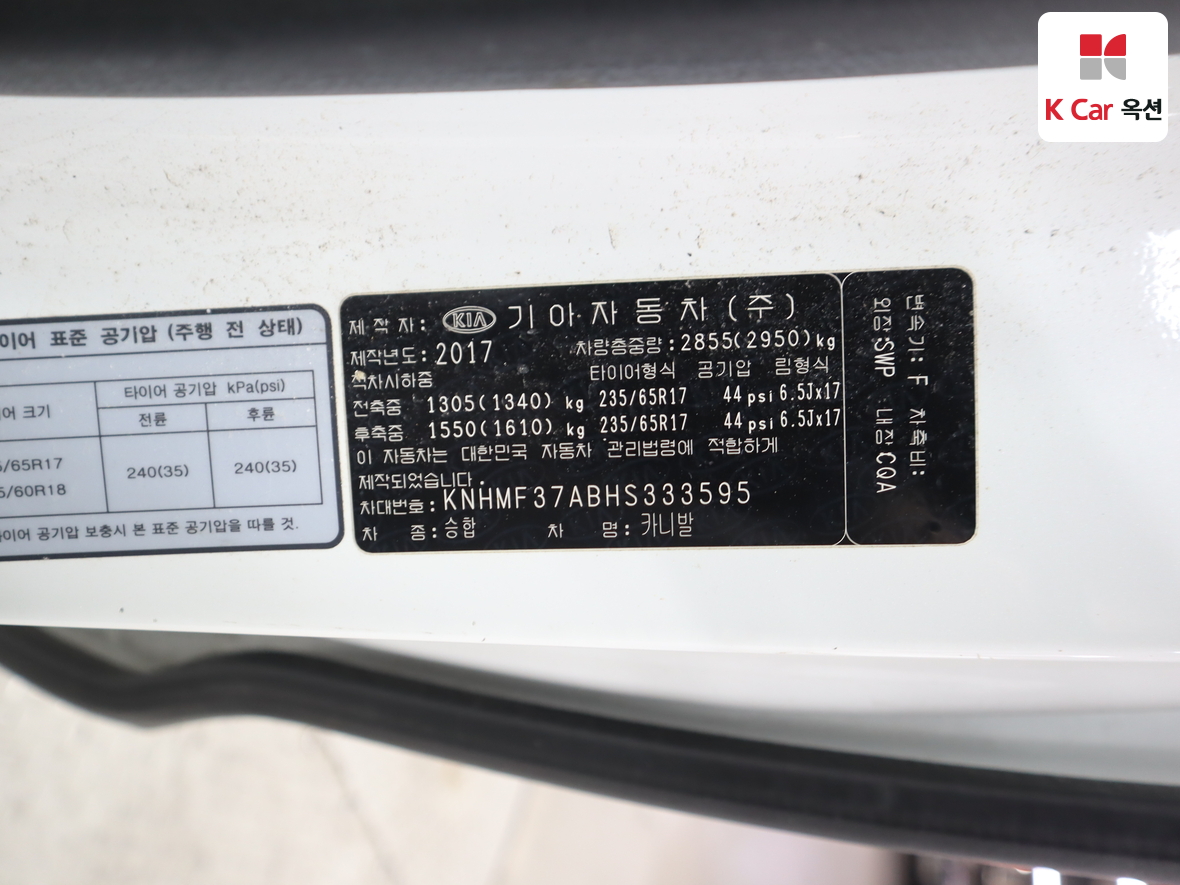 K Car 옥션
이어 표준 공기압 (주행 전 상태)
어 크기 타이어 공기압 kPa(psi)
전륜 후륜
5/65R17
5/60R18
240(35) 240(35)
타이어 공기압 보충시 본 표준 공기압을 따를 것.
제 작 자: KIA 기 아 자 동 차 (주)
제작년도: 2017 차량총중량: 2855(2950)kg
적차시하중 타이어형식 공기압 림형식
전축중 1305(1340) kg 235/65R17 44 psi 6.5Jx17
후축중 1550(1610) kg 235/65R17 44 psi 6.5Jx17
이 자동차는 대한민국 자동차 관리법령에 적합하게
제작되었습니다.
차대번호: KNHMF37ABHS333595
차 종: 승합 차 명: 카니발
변속기: F 차축비:
외장SWP 내장CQA